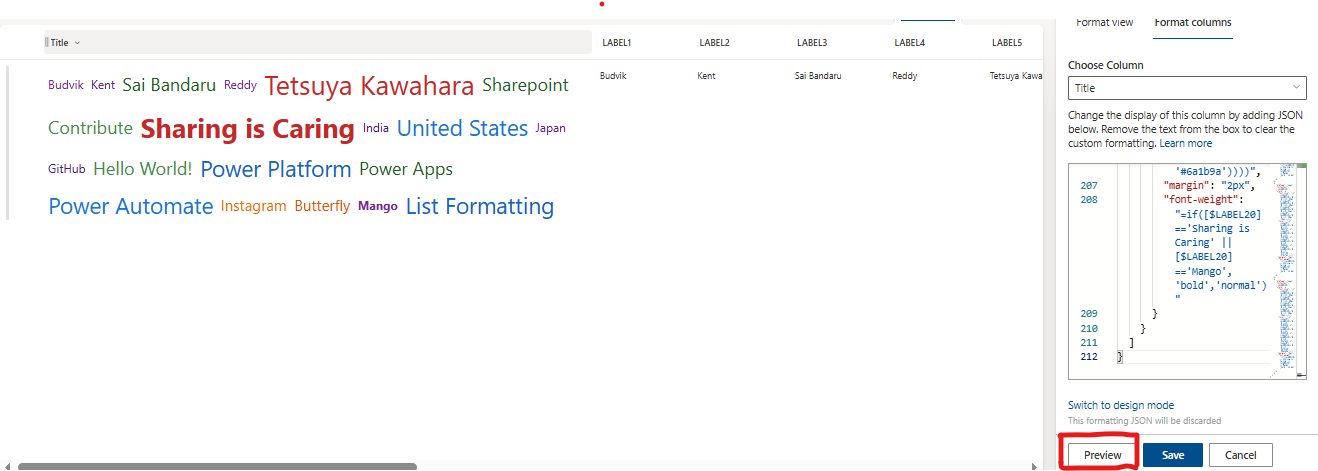 Format view Format columns
Title LABEL1 LABEL2 LABEL3 LABEL4 LABEL5
Budvik Kent Sai Bandaru Reddy Tetsuya Kawahara Sharepoint
Budvik Kent Sai Bandaru Reddy Tetsuya Kawa
Contribute Sharing is Caring India United States Japan
GitHub Hello World! Power Platform Power Apps
Power Automate Instagram Butterfly Mango List Formatting
Choose Column
Title
Change the display of this column by adding JSON
below. Remove the text from the box to clear the
custom formatting. Learn more
'#6a1b9a'))))",
207 "margin": "2px",
208 "font-weight":
"=if([$LABEL20]
=='Sharing is
Caring' ||
[$LABEL20]
=='Mango',
'bold','normal')
"
209 }
210 }
211 ]
212 }
Switch to design mode
This formatting JSON will be discarded
Preview Save Cancel